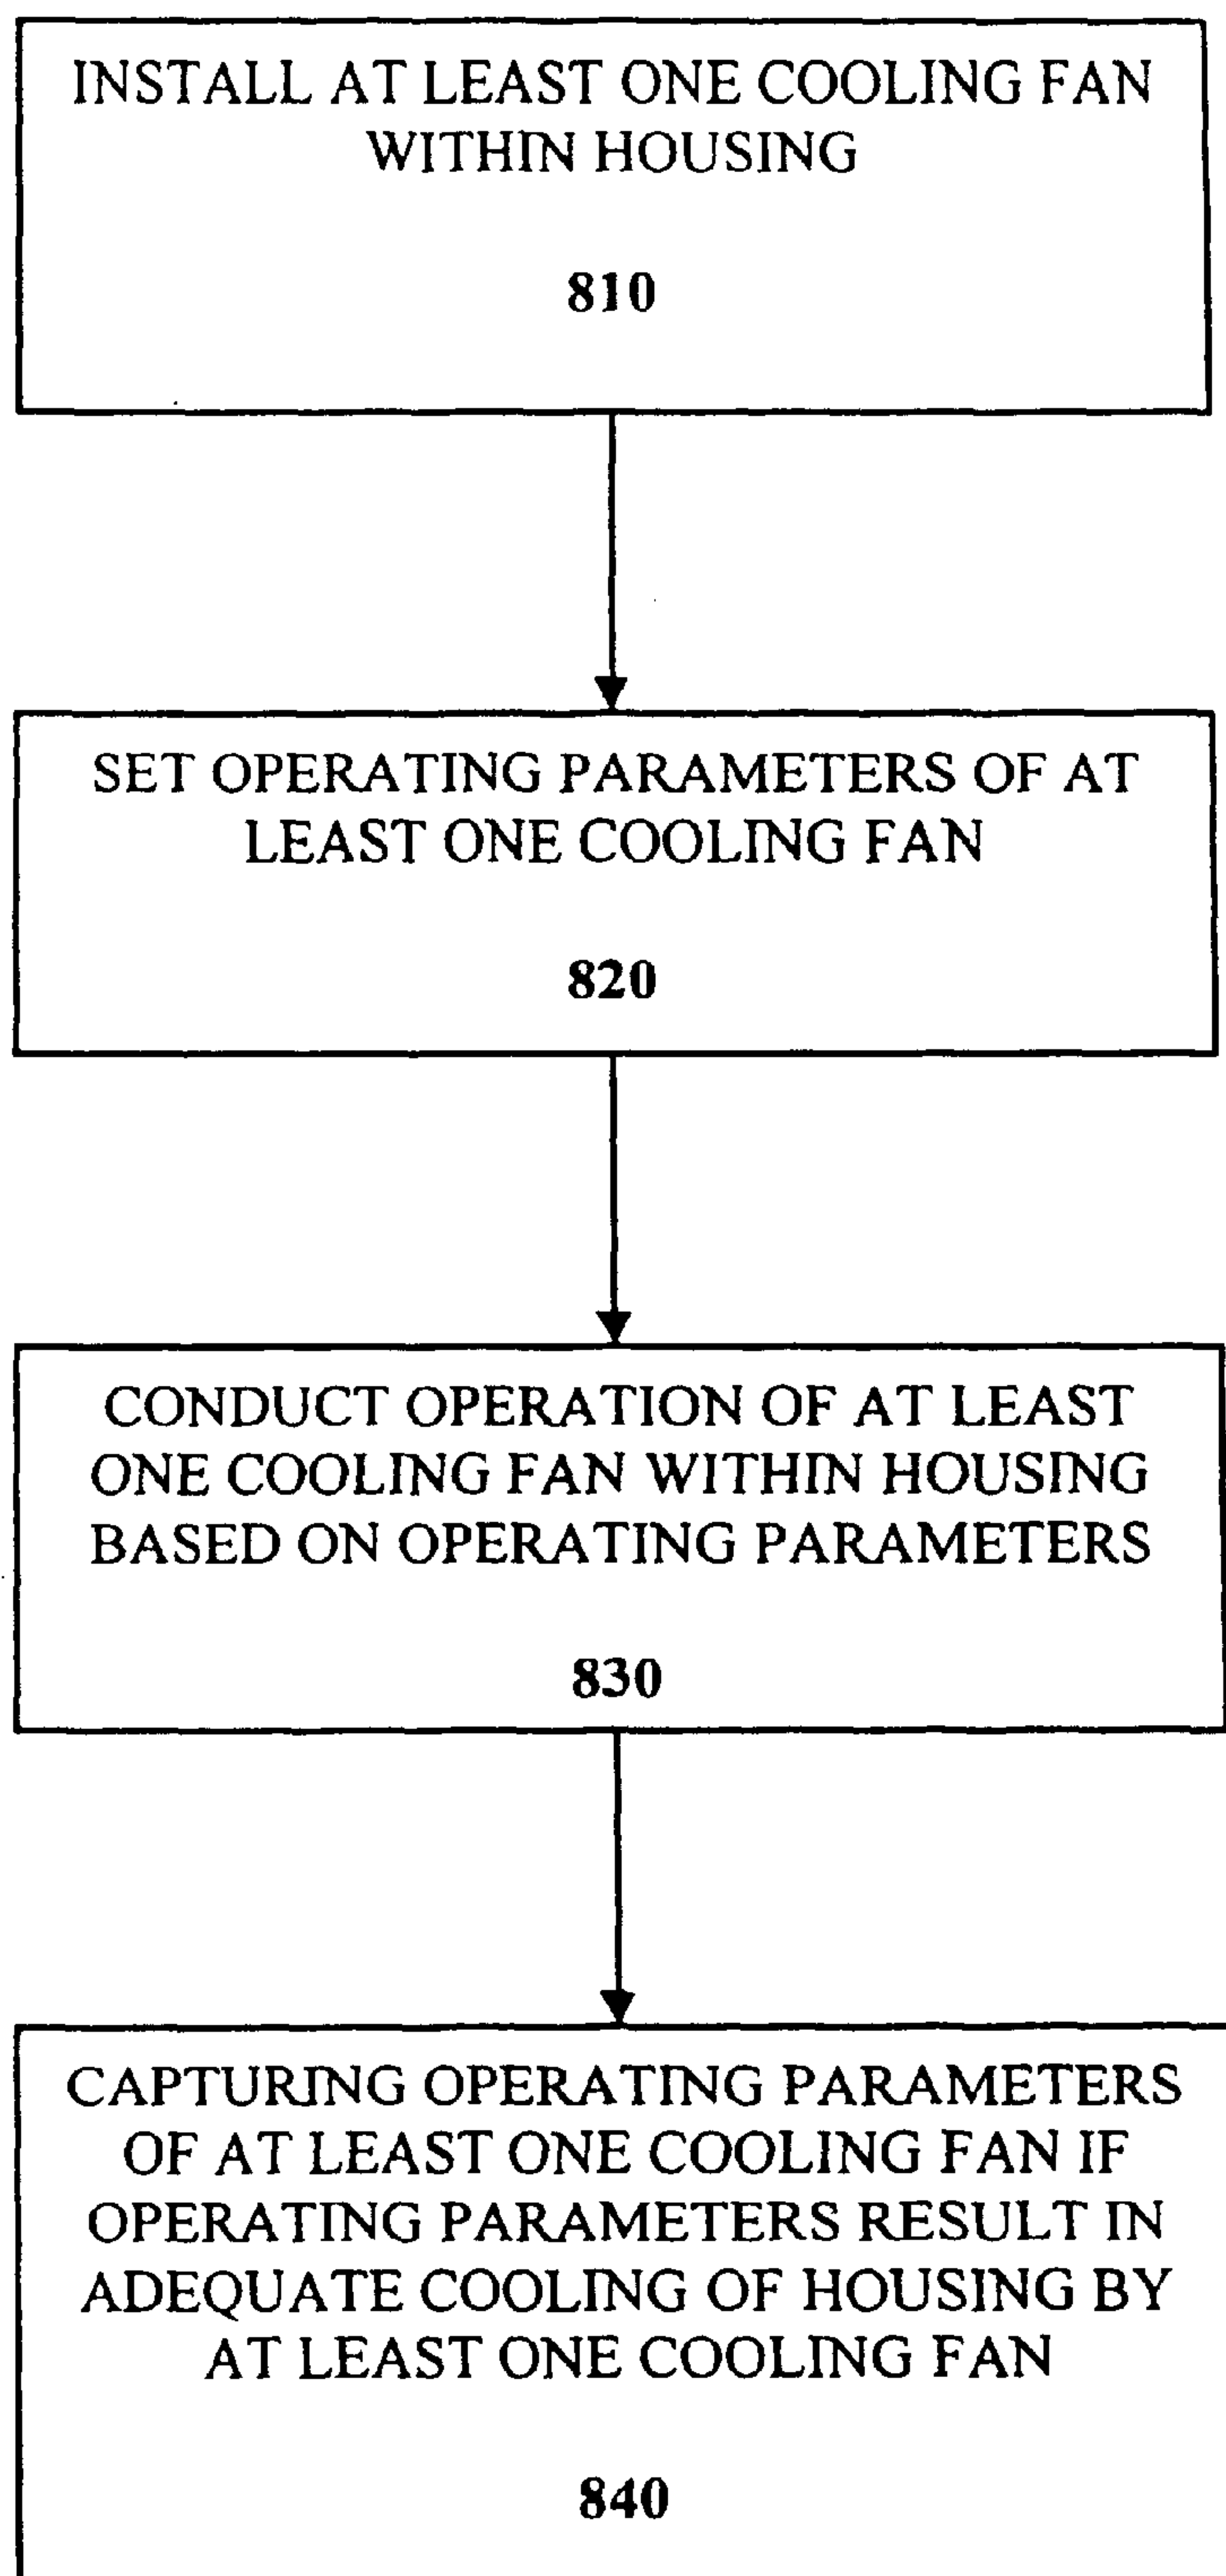 INSTALL AT LEAST ONE COOLING FAN
WITHIN HOUSING
810
SET OPERATING PARAMETERS OF AT
LEAST ONE COOLING FAN
820
CONDUCT OPERATION OF AT LEAST
ONE COOLING FAN WITHIN HOUSING
BASED ON OPERATING PARAMETERS
830
CAPTURING OPERATING PARAMETERS
OF AT LEAST ONE COOLING FAN IF
OPERATING PARAMETERS RESULT IN
ADEQUATE COOLING OF HOUSING BY
AT LEAST ONE COOLING FAN
840